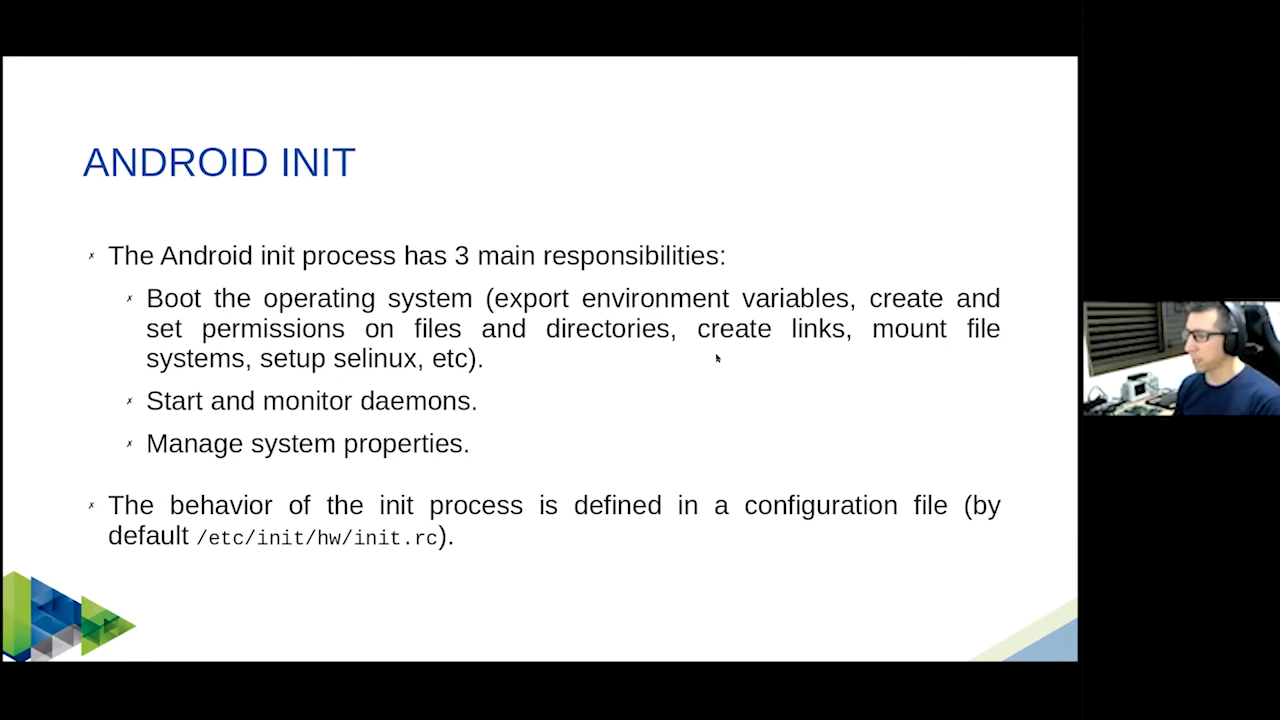 ANDROID INIT
The Android init process has 3 main responsibilities:
Boot the operating system (export environment variables, create and
set permissions on files and directories, create links, mount file
systems, setup selinux, etc).
Start and monitor daemons.
Manage system properties.
The behavior of the init process is defined in a configuration file (by
default /etc/init/hw/init.rc).